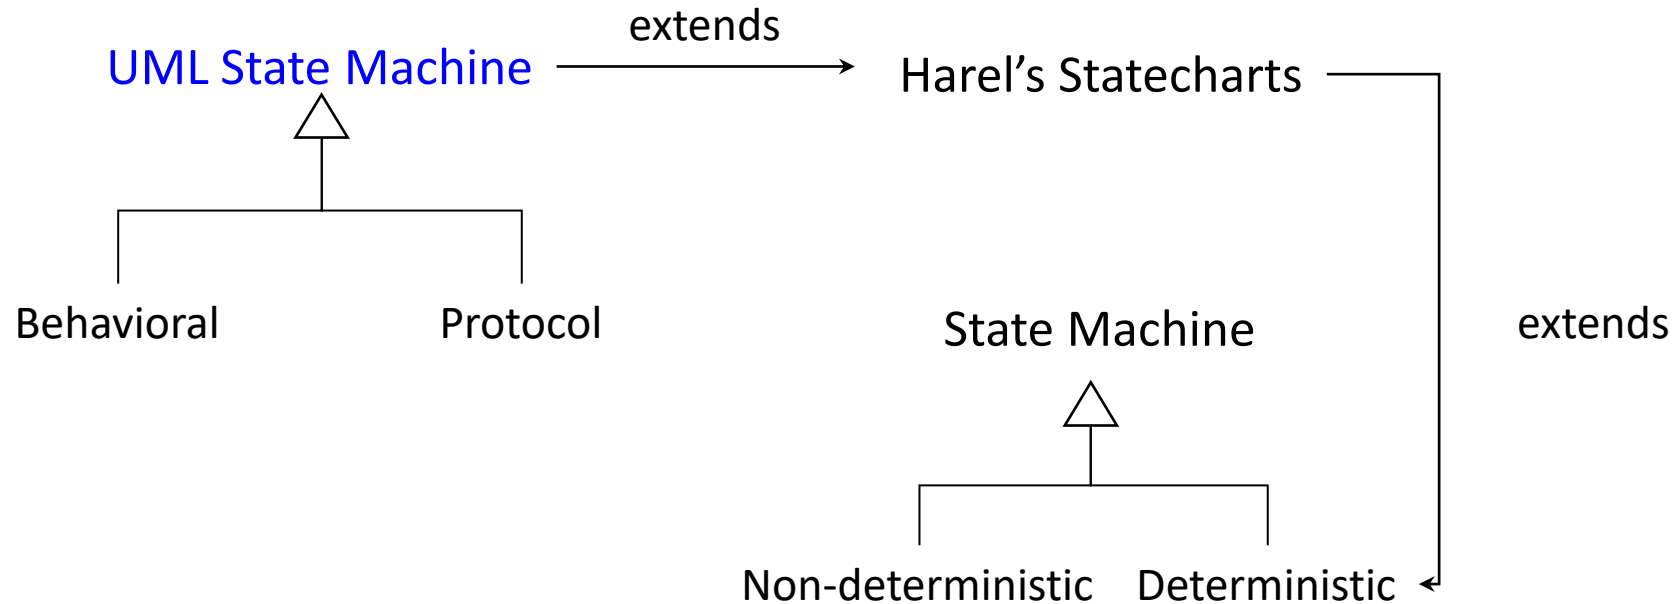 extends
UML State Machine
Harel’s Statecharts
Behavioral
Protocol
State Machine
extends
Non-deterministic
Deterministic